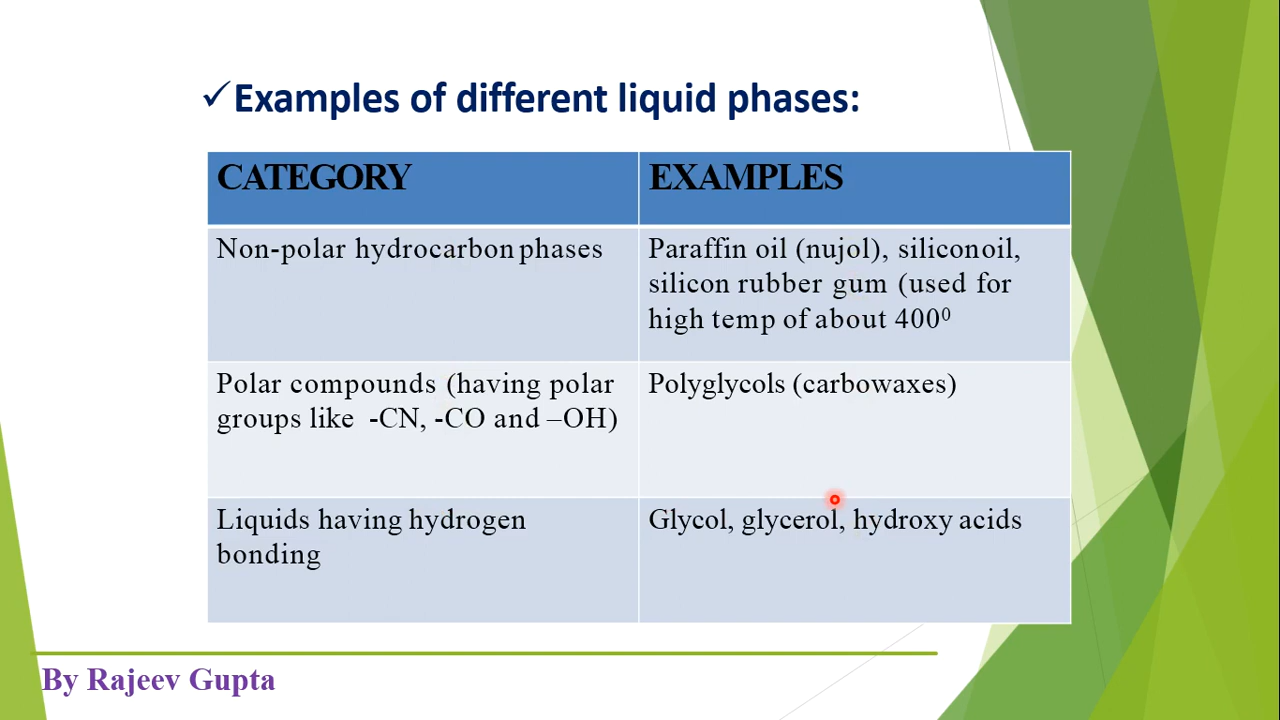 ✓Examples of different liquid phases:
CATEGORY
EXAMPLES
Non-polar hydrocarbon phases
Paraffin oil (nujol), siliconoil,
silicon rubber gum (used for
high temp of about 400⁰
Polar compounds (having polar
groups like -CN, -CO and –OH)
Polyglycols (carbowaxes)
Liquids having hydrogen
bonding
Glycol, glycerol, hydroxy acids
By Rajeev Gupta